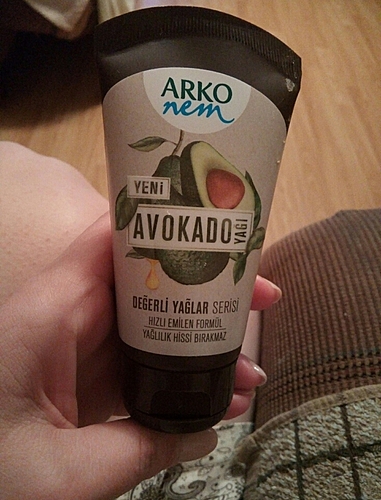 ARKO
nem
YENİ
AVOKADO YAĞI
DEĞERLİ YAĞLAR SERİSİ
HIZLI EMİLEN FORMÜL
YAĞLILIK HİSSİ BIRAKMAZ